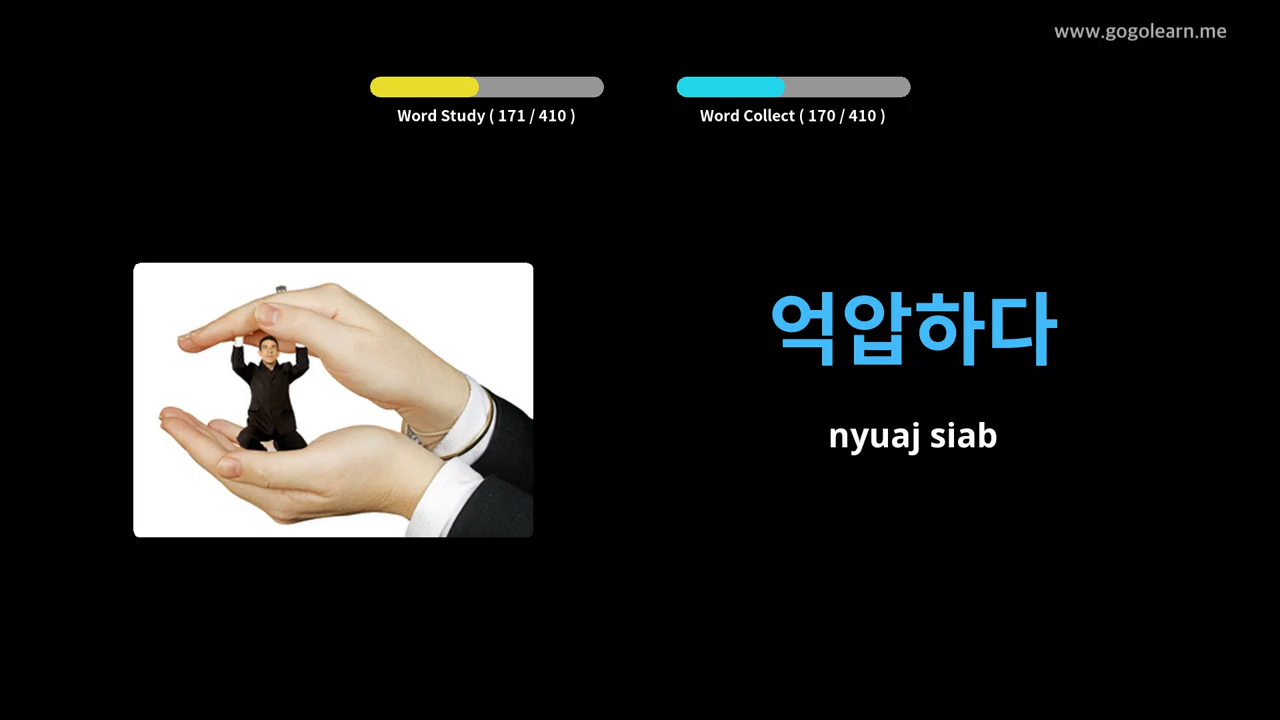 www.gogolearn.me
Word Study ( 171 / 410 )
Word Collect ( 170 / 410 )
억압하다
nyuaj siab